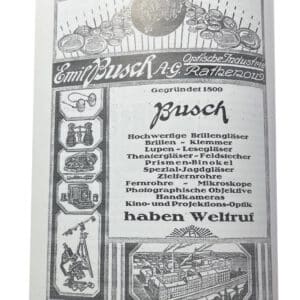 Emil Busch A-G. Optische Industrie
Rathenow
Gegründet 1800
Busch
Hochwertige Brillengläser
Brillen - Klemmer
Lupen - Lesegläser
Theatergläser - Feldstecher
Prismen-Binokel
Spezial-Jagdgläser
Zielfernrohre
Fernrohre - Mikroskope
Photographische Objektive
Handkameras
Kino- und Projektions-Optik
haben Weltruf